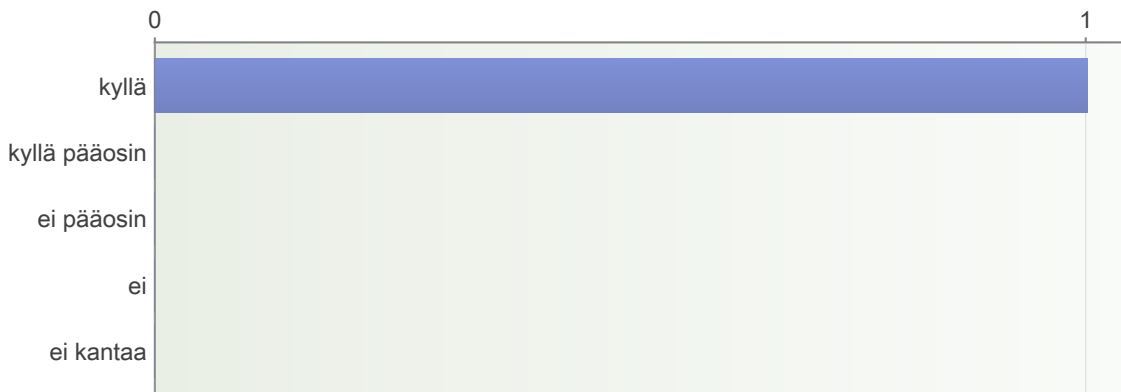 0 1
kyllä
kyllä pääosin
ei pääosin
ei
ei kantaa